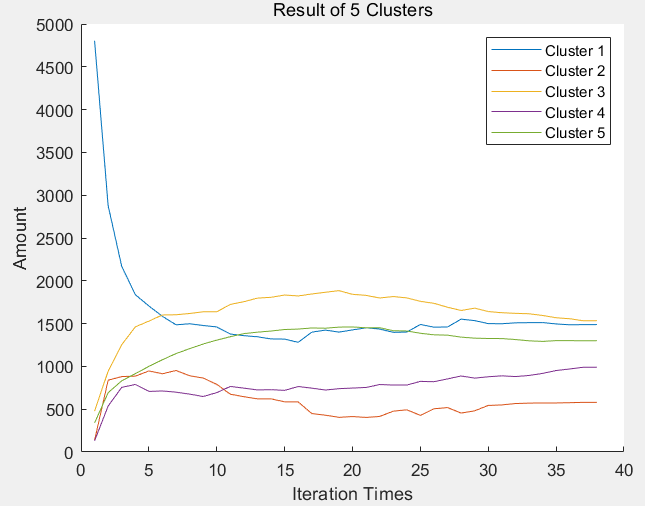 Result of 5 Clusters
5000
4500
4000
3500
3000
2500
2000
1500
1000
500
0
Amount
Cluster 1
Cluster 2
Cluster 3
Cluster 4
Cluster 5
0 5 10 15 20 25 30 35 40
Iteration Times